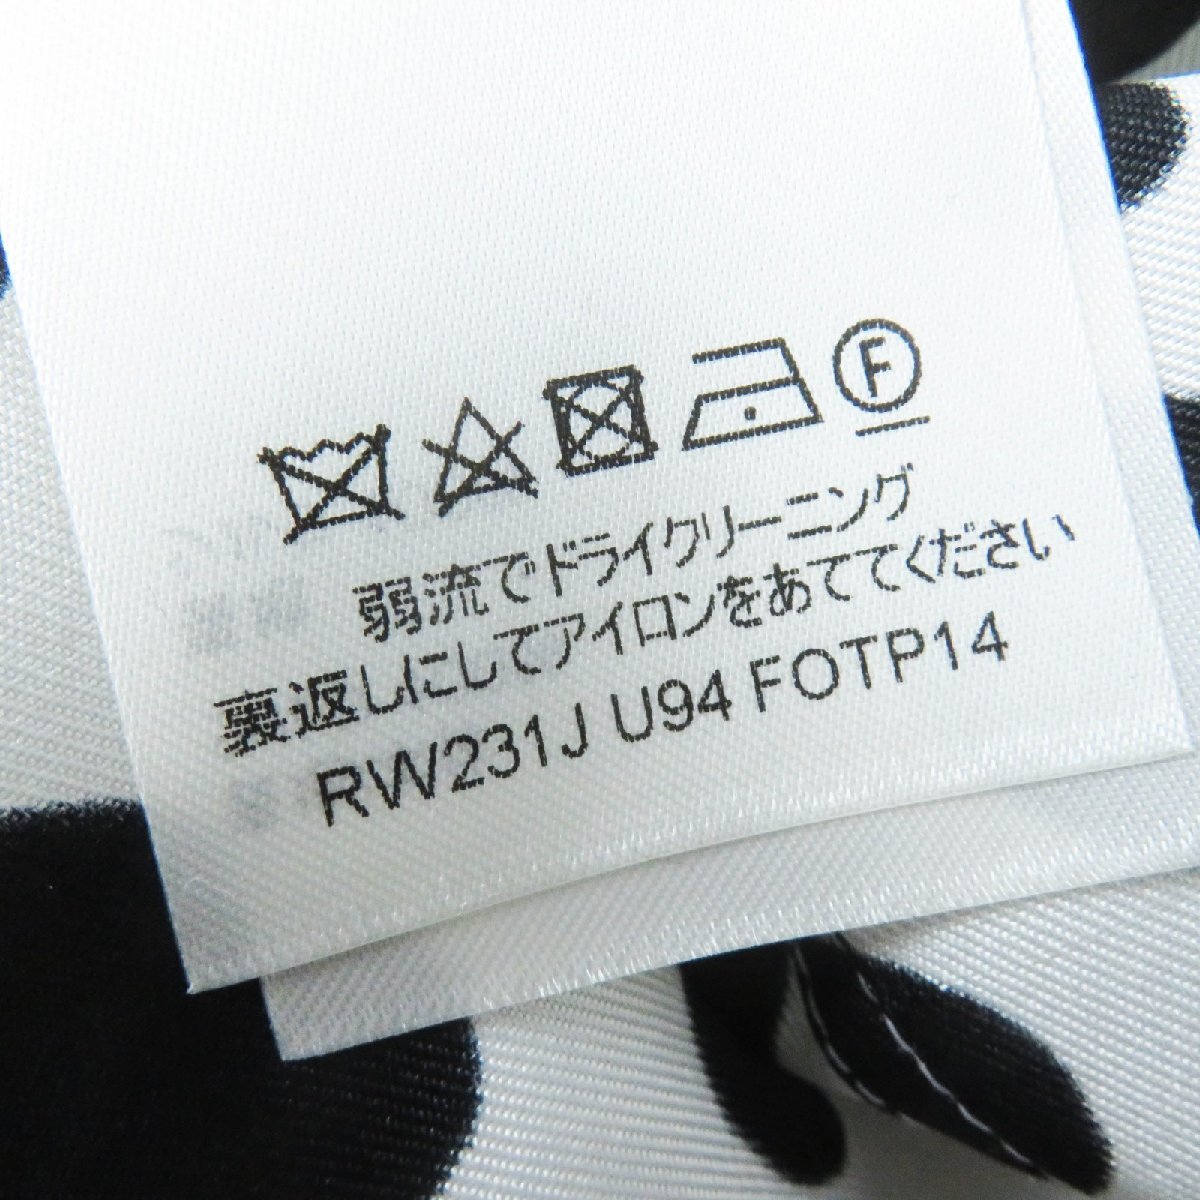 F
弱流でドライクリーニング
裏返しにしてアイロンをあててください
RW231J U94 FOTP14